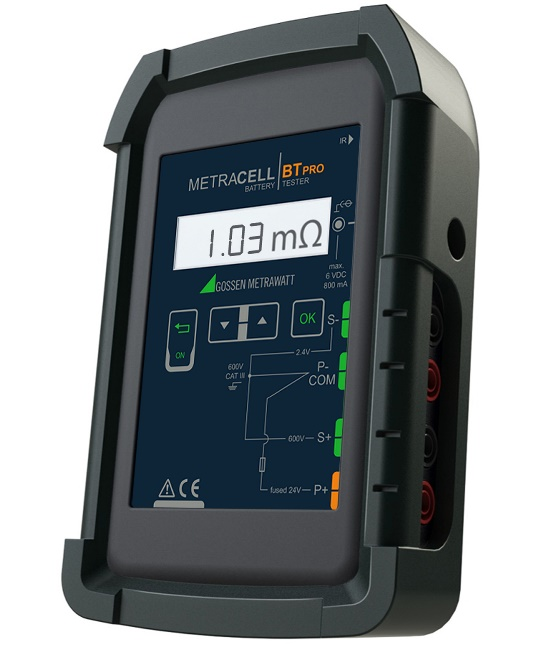 IR
METRACELL BT PRO
BATTERY TESTER
1.03 mΩ
max.
6 VDC
800 mA
GOSSEN METRAWATT
ON
OK
S-
2.4V
600V
CAT III
P-
COM
600V S+
fused 24V P+
CE